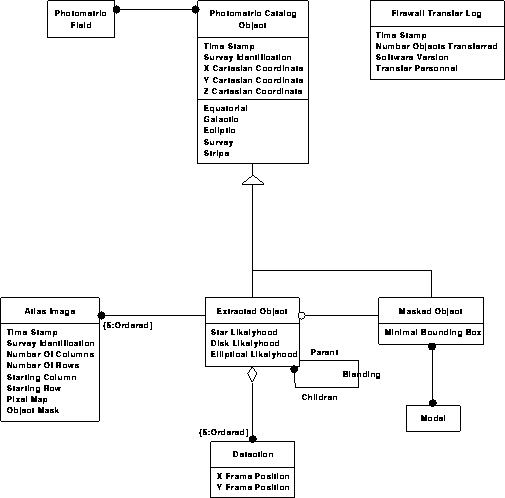 Photometric
Field
Photometric Catalog
Object
Time Stamp
Survey Identification
X Cartesian Coordinate
Y Cartesian Coordinate
Z Cartesian Coordinate
Equatorial
Galactic
Ecliptic
Survey
Stripe
Firewall Transfer Log
Time Stamp
Number Objects Transferred
Software Version
Transfer Personnel
Atlas Image
Time Stamp
Survey Identification
Number Of Columns
Number Of Rows
Starting Column
Starting Row
Pixel Map
Object Mask
{5:Ordered}
Extracted Object
Star Likelyhood
Disk Likelyhood
Elliptical Likelyhood
Masked Object
Minimal Bounding Box
Parent
Blending
Children
Model
{5:Ordered}
Detection
X Frame Position
Y Frame Position